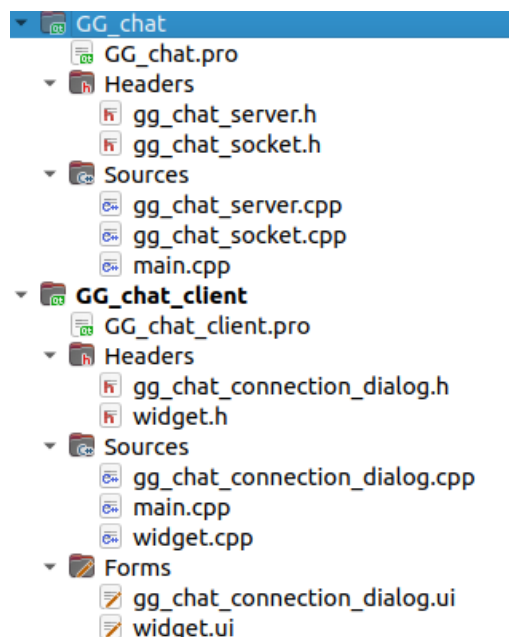 GG_chat
GG_chat.pro
Headers
gg_chat_server.h
gg_chat_socket.h
Sources
gg_chat_server.cpp
gg_chat_socket.cpp
main.cpp
GG_chat_client
GG_chat_client.pro
Headers
gg_chat_connection_dialog.h
widget.h
Sources
gg_chat_connection_dialog.cpp
main.cpp
widget.cpp
Forms
gg_chat_connection_dialog.ui
widget.ui